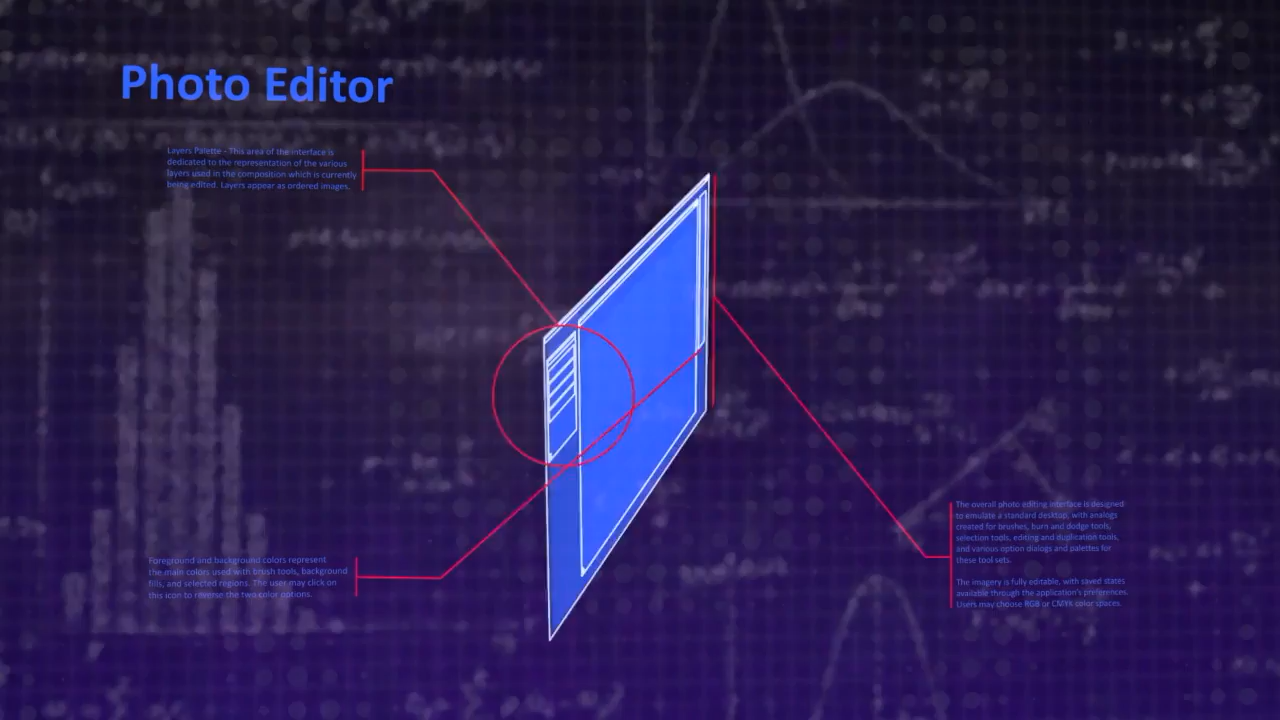 Photo Editor
Layers Palette - This area of the interface is
dedicated to the representation of the various
layers used in the composition which is currently
being edited. Layers appear as ordered images.
Foreground and background colors represent
the main colors used with brush tools, background
fills, and selected regions. The user may click on
this icon to reverse the two color options.
The overall photo editing interface is designed
to emulate a standard desktop, with analogs
created for brushes, burn and dodge tools,
selection tools, editing and duplication tools,
and various option dialogs and palettes for
these tool sets.
The imagery is fully editable, with saved states
available through the application's preferences.
Users may choose RGB or CMYK color spaces.